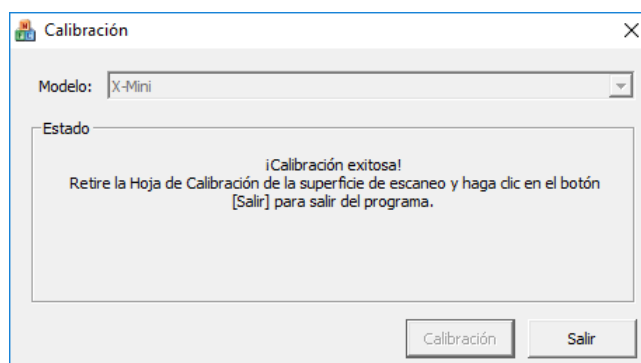 Calibración
Modelo: X-Mini
Estado
¡Calibración exitosa!
Retire la Hoja de Calibración de la superficie de escaneo y haga clic en el botón
[Salir] para salir del programa.
Calibración Salir